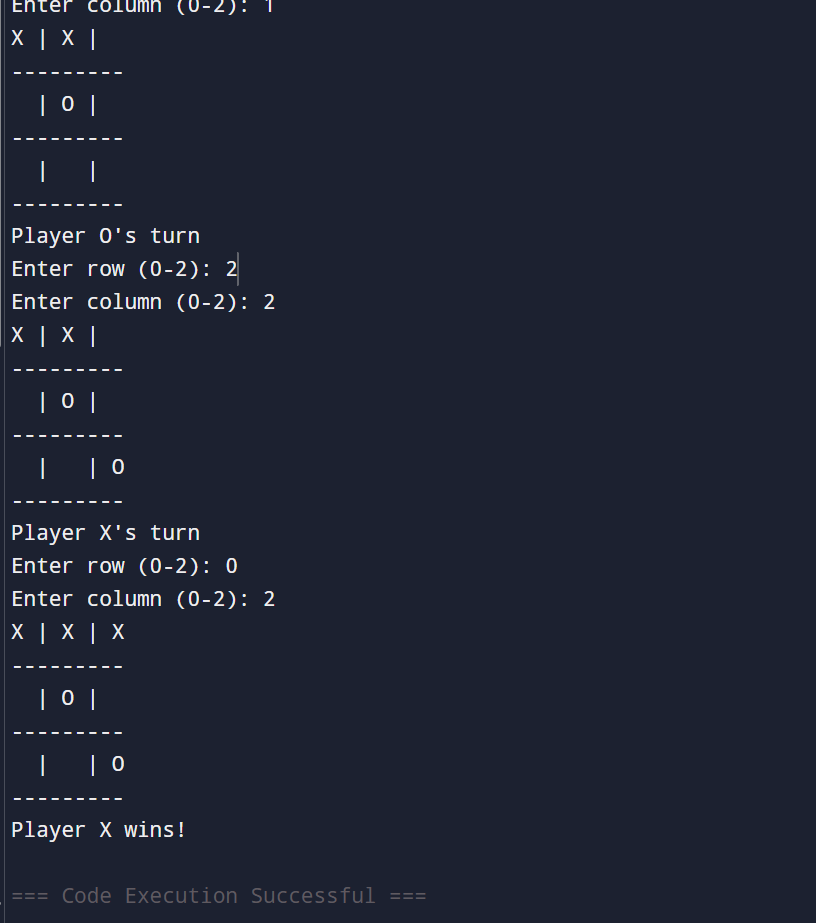 Enter column (0-2): 1
X | X |
---------
  | O |
---------
  |   |
---------
Player O's turn
Enter row (0-2): 2
Enter column (0-2): 2
X | X |
---------
  | O |
---------
  |   | O
---------
Player X's turn
Enter row (0-2): 0
Enter column (0-2): 2
X | X | X
---------
  | O |
---------
  |   | O
---------
Player X wins!
=== Code Execution Successful ===